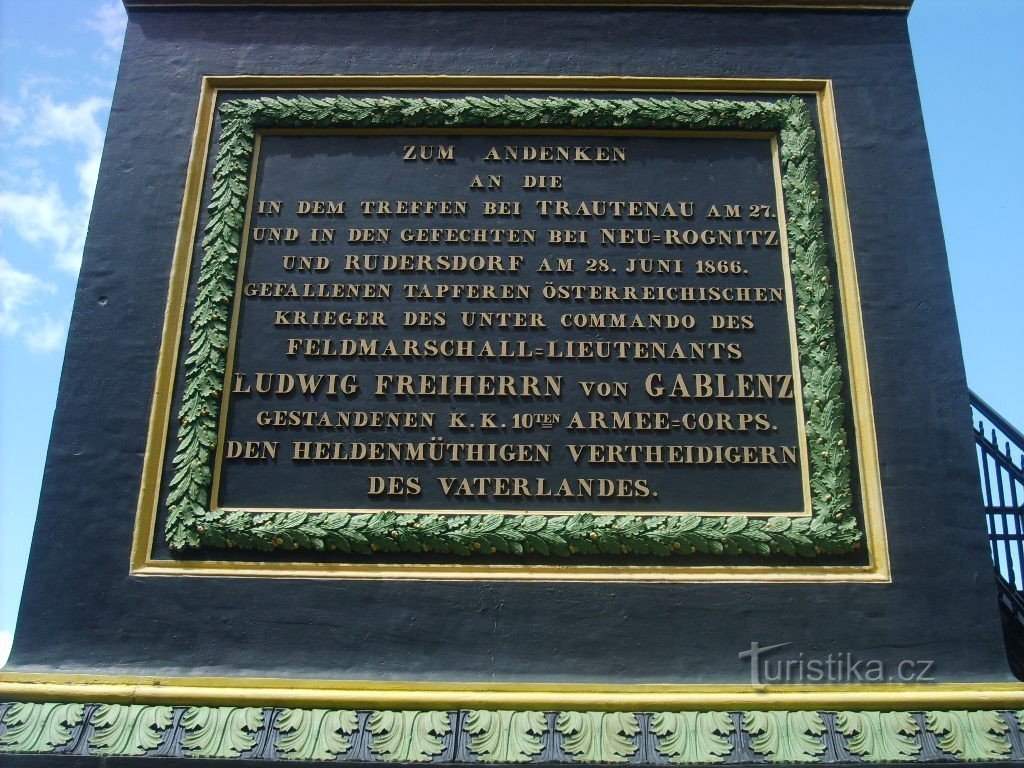 ZUM ANDENKEN
AN DIE
IN DEM TREFFEN BEI TRAUTENAU AM 27.
UND IN DEN GEFECHTEN BEI NEU=ROGNITZ
UND RUDERSDORF AM 28. JUNI 1866.
GEFALLENEN TAPFEREN ÖSTERREICHISCHEN
KRIEGER DES UNTER COMMANDO DES
FELDMARSCHALL=LIEUTENANTS
LUDWIG FREIHERRN VON GABLENZ
GESTANDENEN K.K. 10TEN ARMEE=CORPS.
DEN HELDENMÜTHIGEN VERTHEIDIGERN
DES VATERLANDES.
Turistika.cz